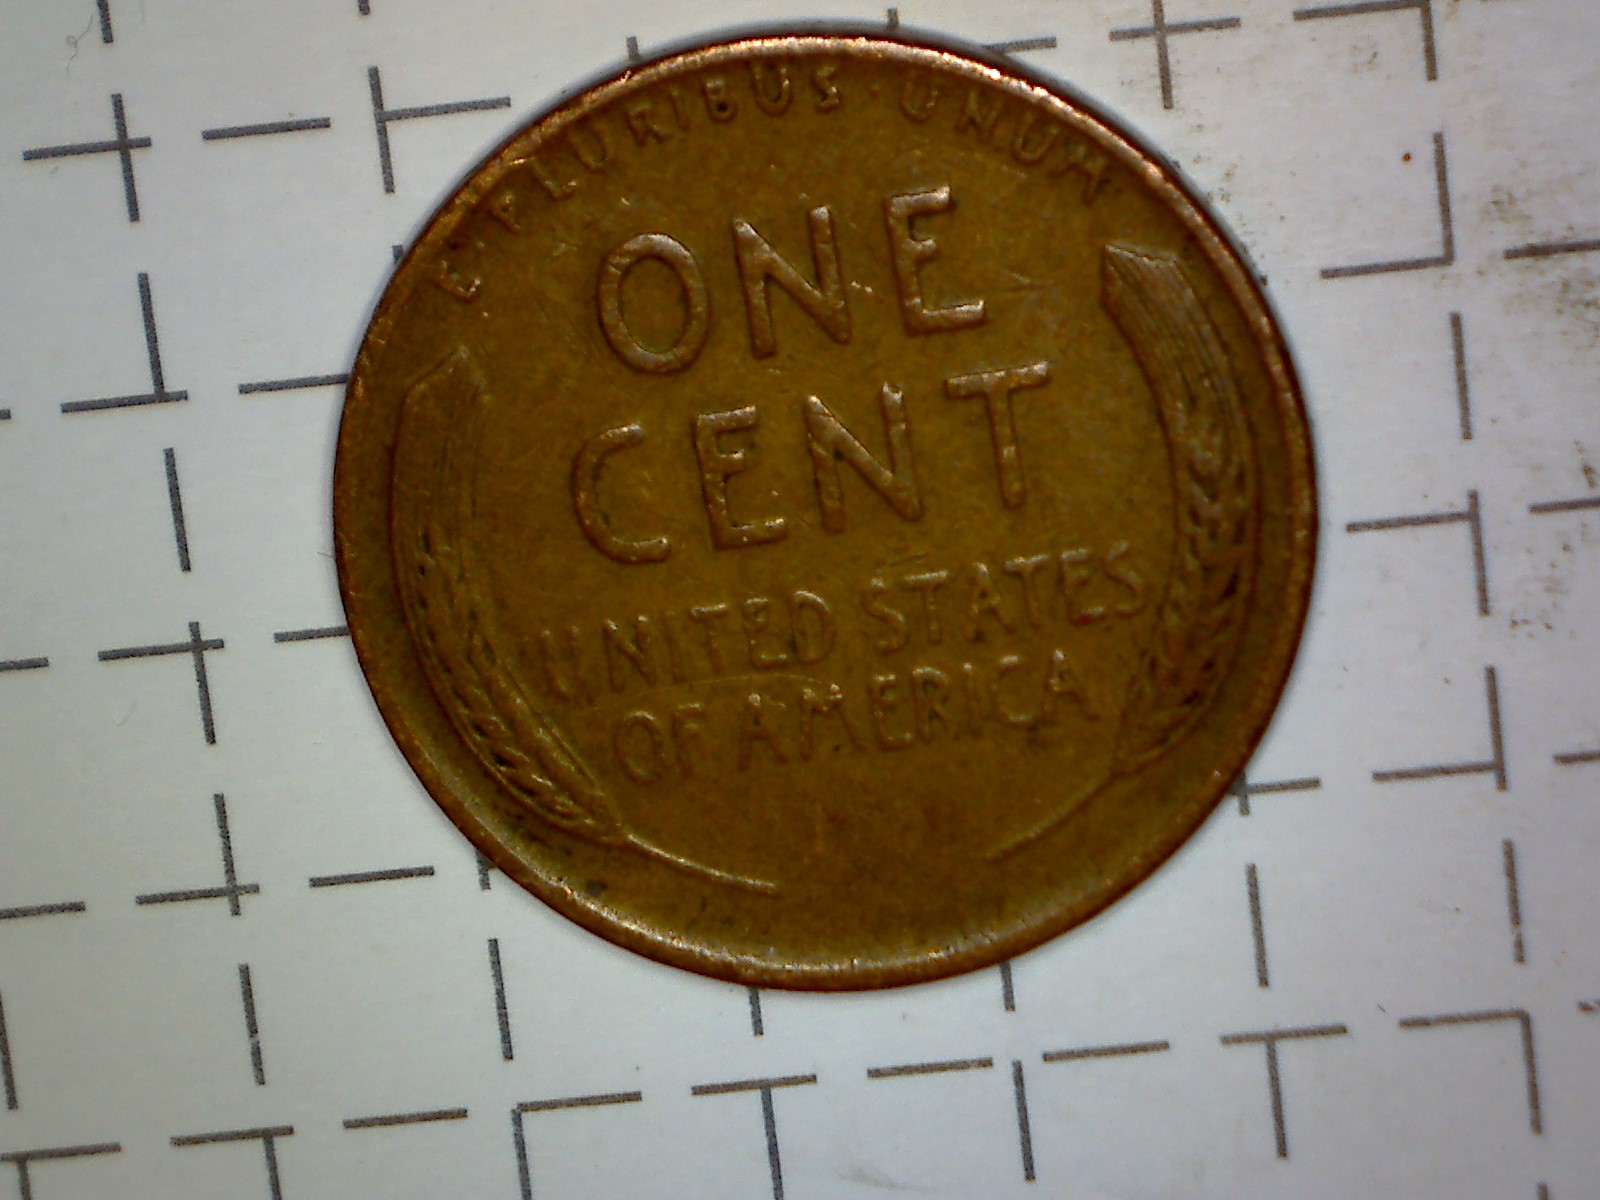 E·PLURIBUS·UNUM
ONE
CENT
UNITED STATES
OF AMERICA